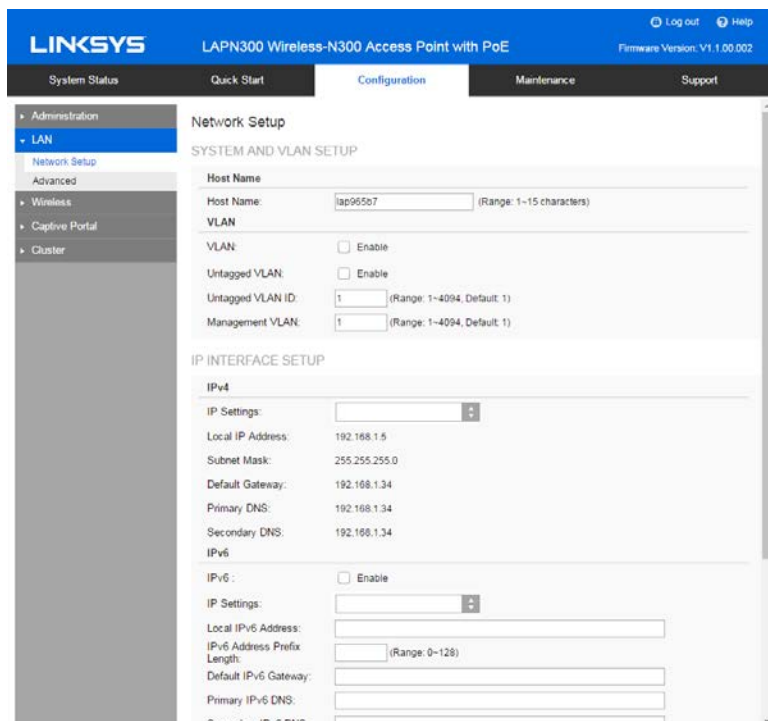 Log out Help
LINKSYS LAPN300 Wireless-N300 Access Point with PoE Firmware Version: V1.1.00.002
System Status Quick Start Configuration Maintenance Support
Administration
LAN
Network Setup
Advanced
Wireless
Captive Portal
Cluster
Network Setup
SYSTEM AND VLAN SETUP
Host Name
Host Name: lap965b7 (Range: 1~15 characters)
VLAN
VLAN: Enable
Untagged VLAN: Enable
Untagged VLAN ID: 1 (Range: 1~4094, Default: 1)
Management VLAN: 1 (Range: 1~4094, Default: 1)
IP INTERFACE SETUP
IPv4
IP Settings:
Local IP Address: 192.168.1.5
Subnet Mask: 255.255.255.0
Default Gateway: 192.168.1.34
Primary DNS: 192.168.1.34
Secondary DNS: 192.168.1.34
IPv6
IPv6 : Enable
IP Settings:
Local IPv6 Address:
IPv6 Address Prefix
Length: (Range: 0~128)
Default IPv6 Gateway:
Primary IPv6 DNS: